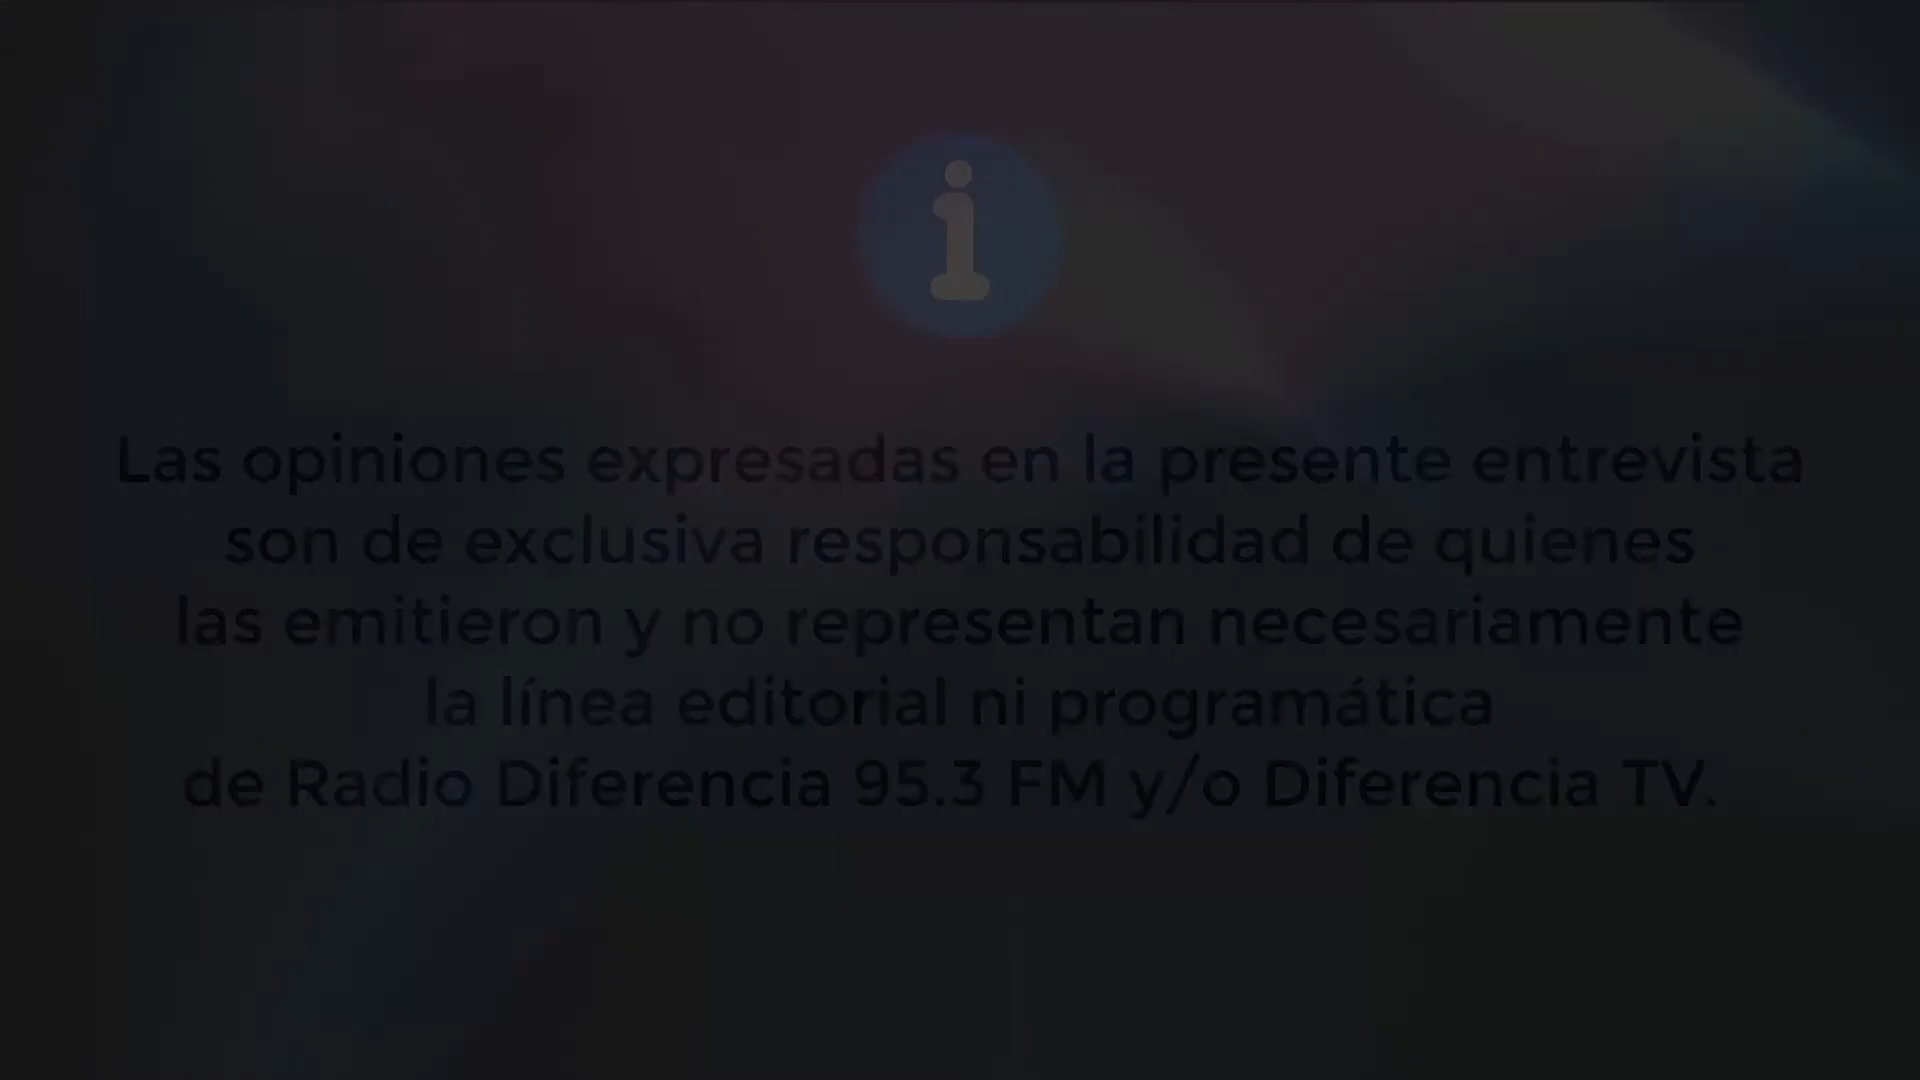 Las opiniones expresadas en la presente entrevista
son de exclusiva responsabilidad de quienes
las emitieron y no representan necesariamente
la línea editorial ni programática
de Radio Diferencia 95.3 FM y/o Diferencia TV.